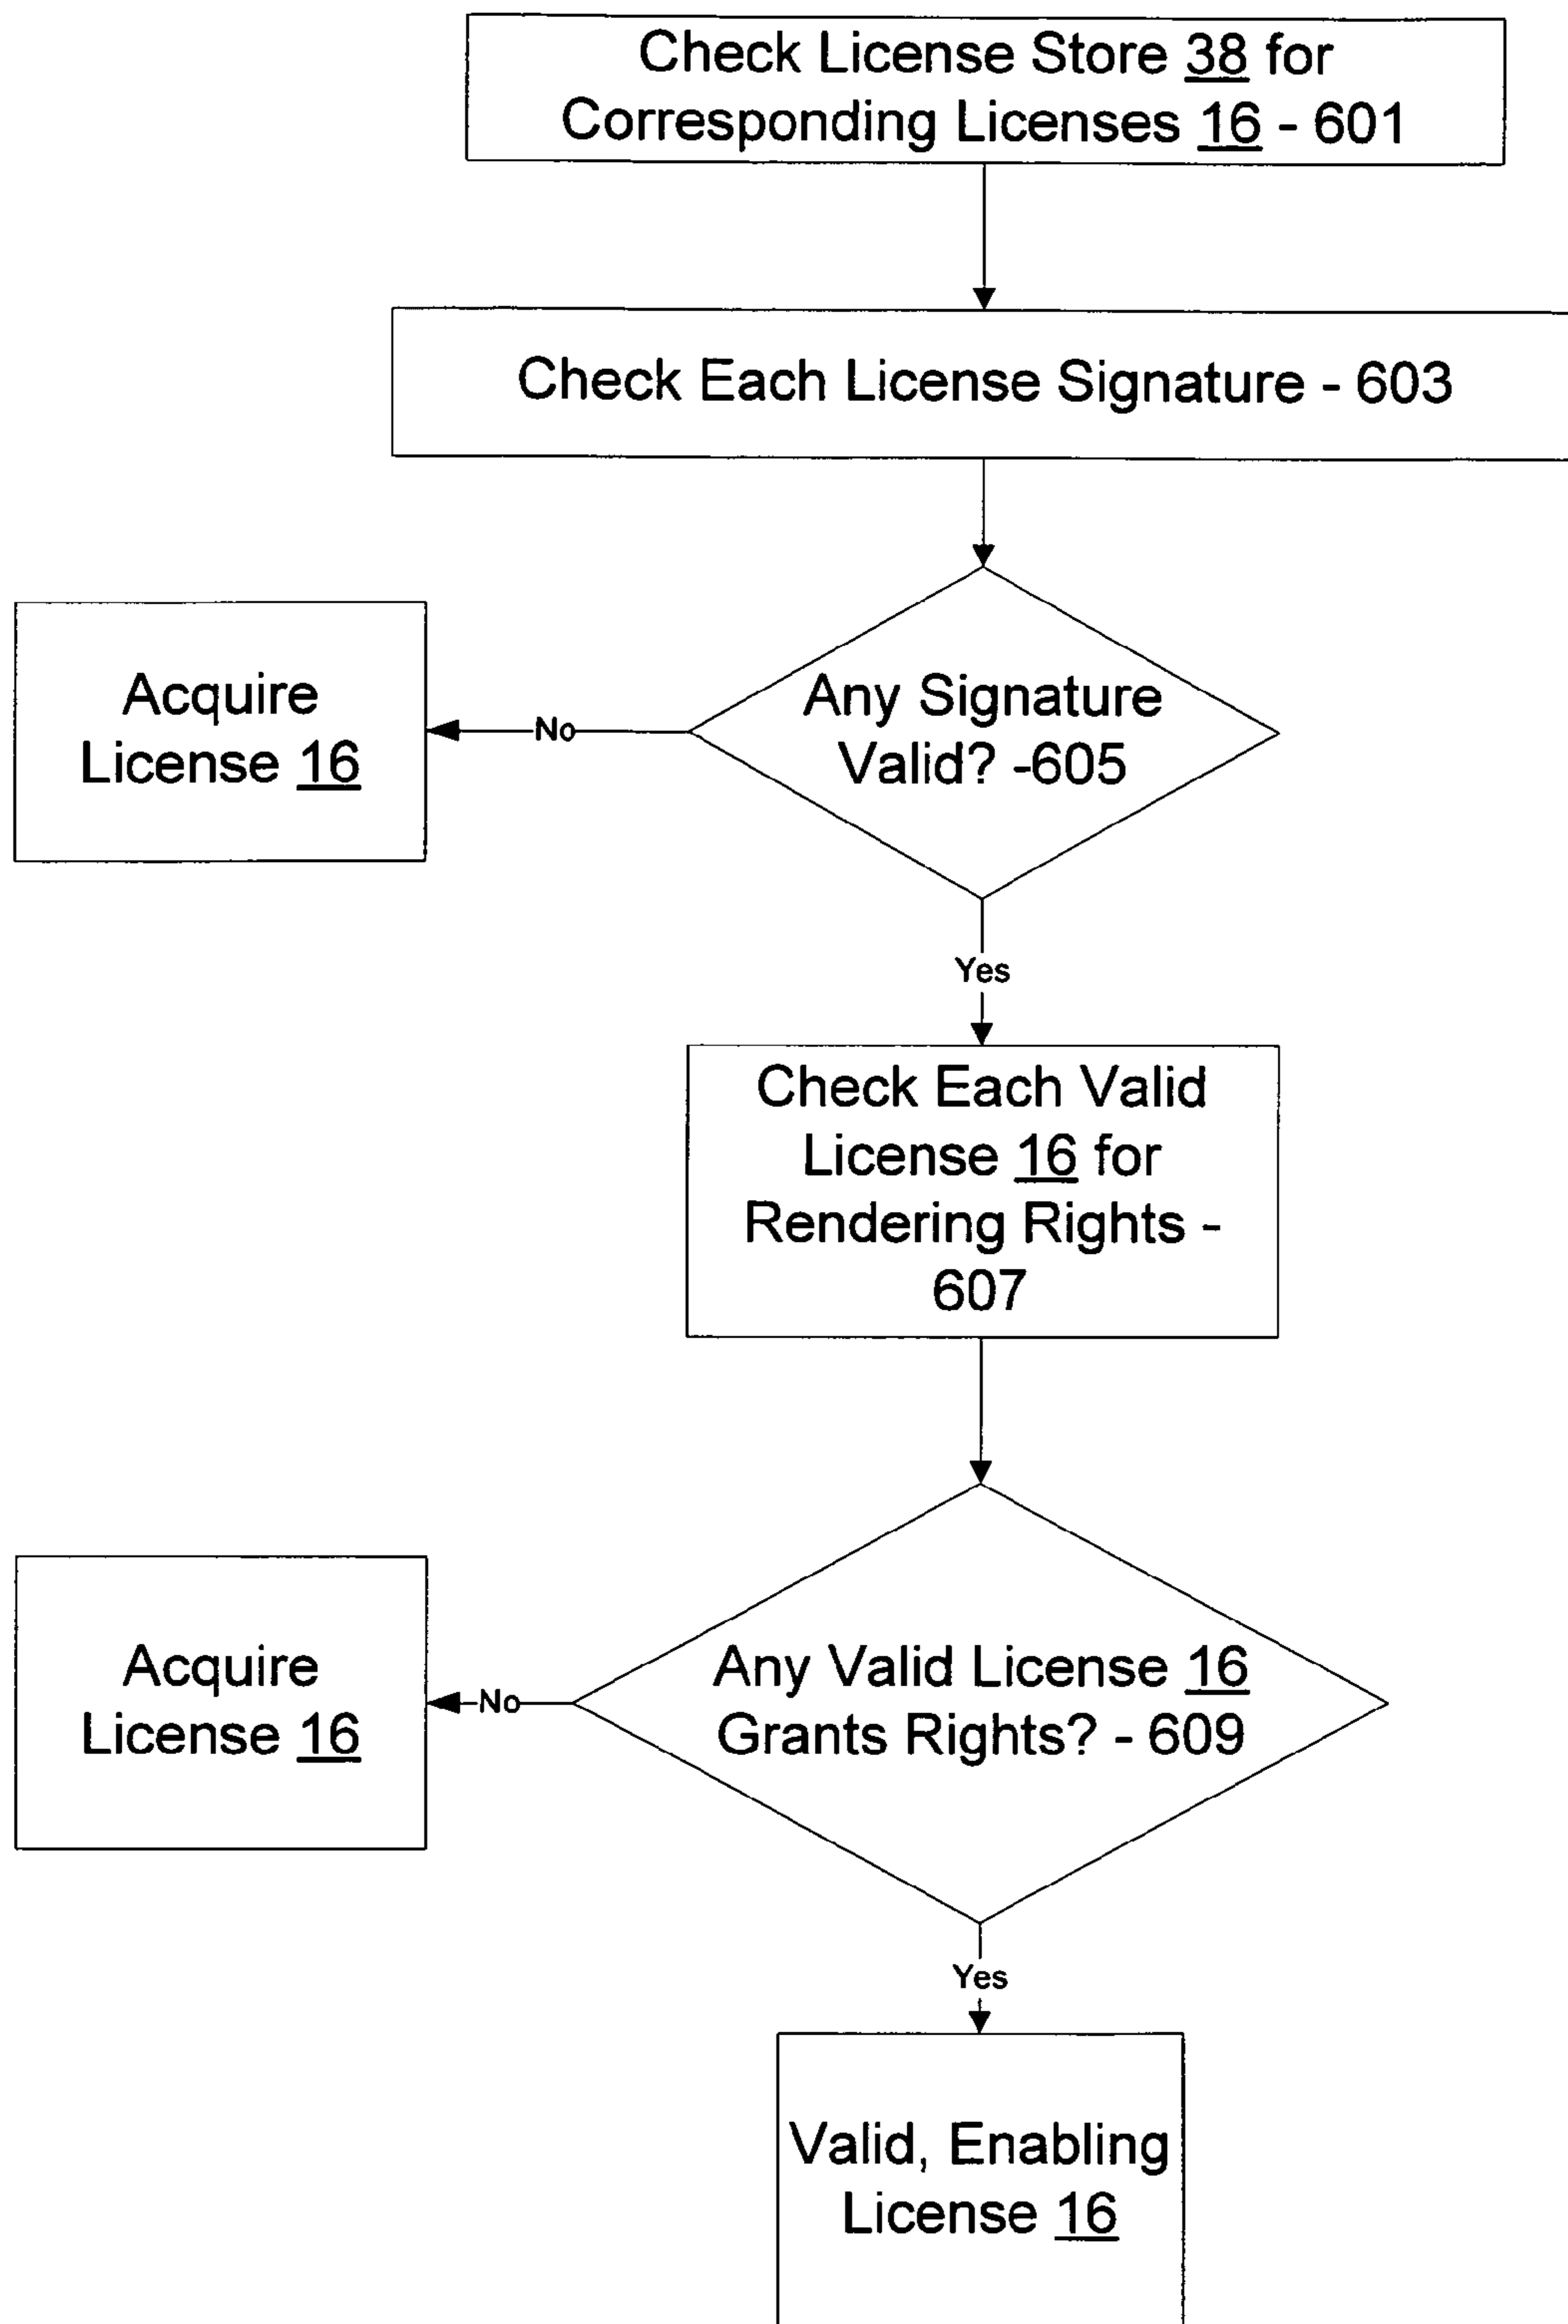 Check License Store 38 for
Corresponding Licenses 16 - 601
Check Each License Signature - 603
Any Signature
Valid? -605
No
Acquire
License 16
Yes
Check Each Valid
License 16 for
Rendering Rights -
607
Any Valid License 16
Grants Rights? - 609
No
Acquire
License 16
Yes
Valid, Enabling
License 16